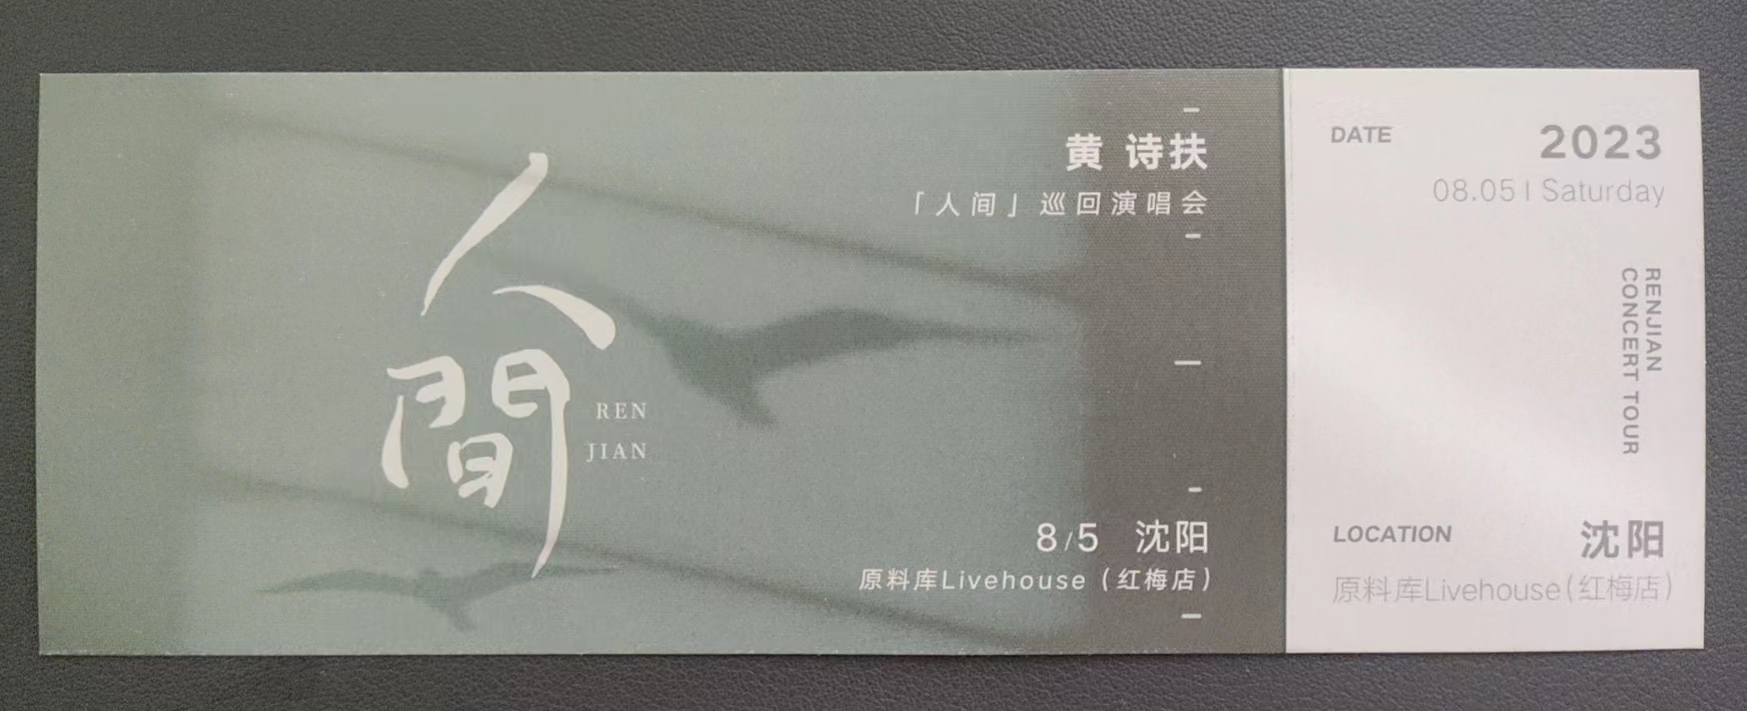 人
間
REN
JIAN
黄 诗扶
「人间」巡回演唱会
8/5 沈阳
原料库Livehouse（红梅店）
DATE
2023
08.05 | Saturday
RENJIAN
CONCERT TOUR
LOCATION
沈阳
原料库Livehouse（红梅店）